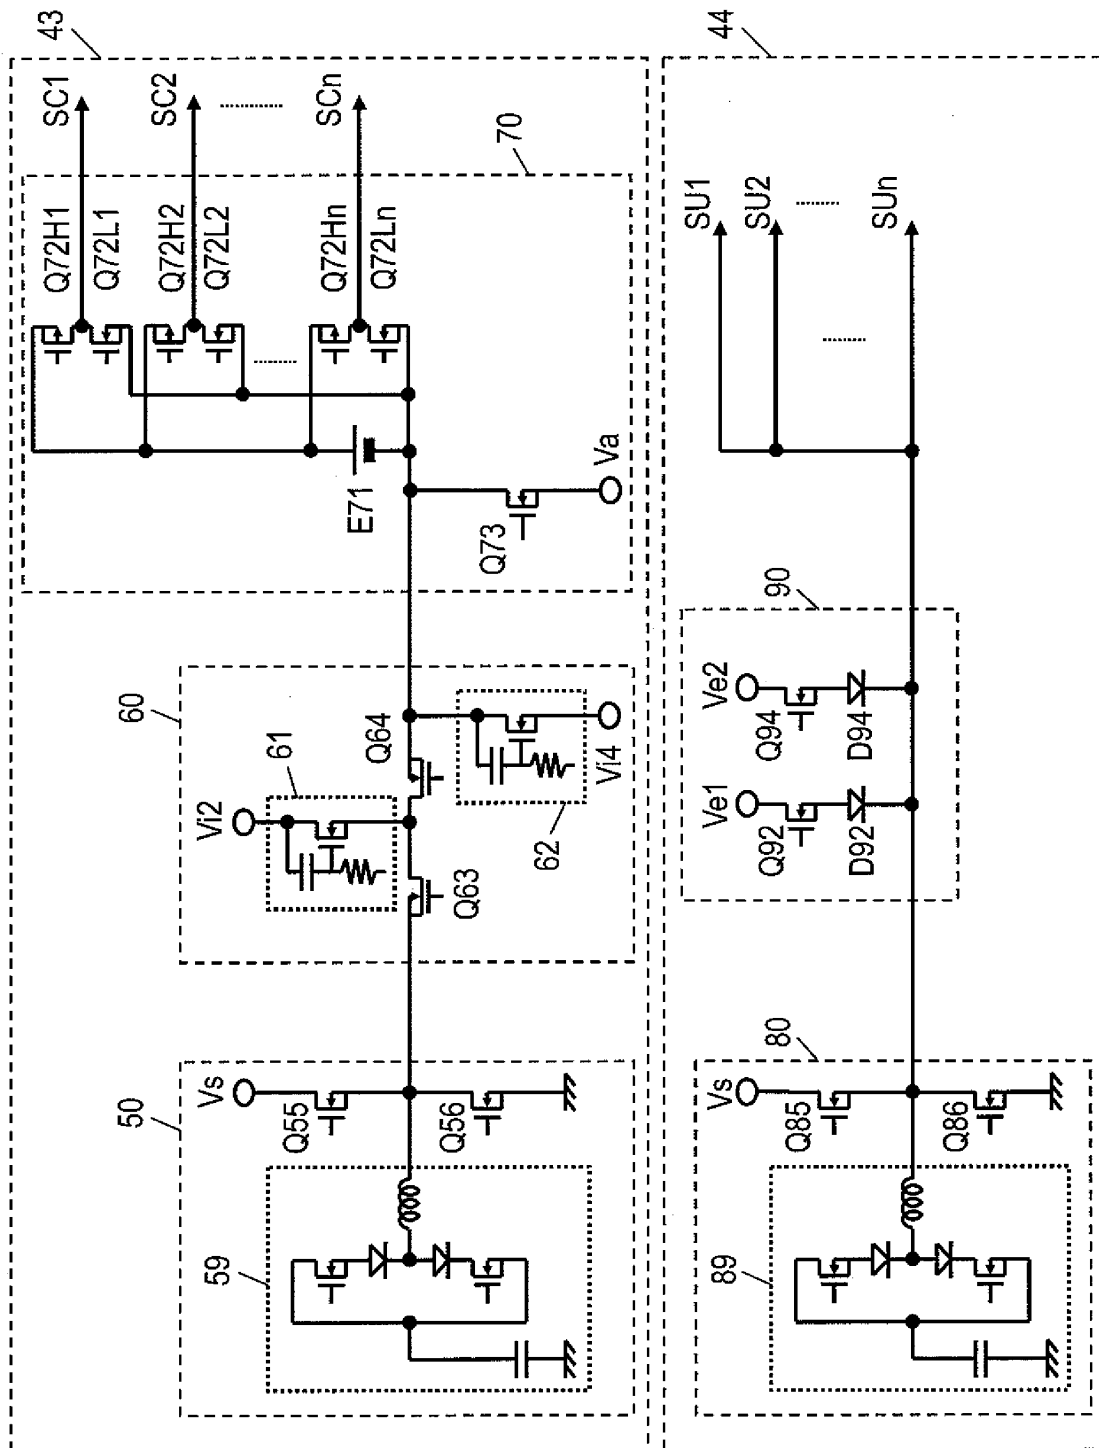 43
SC1
SC2
SCn
70
Q72H1
Q72L1
Q72H2
Q72L2
Q72Hn
Q72Ln
E71
Q73
Va
60
61
Vi2
Q64
Q63
62
Vi4
50
Vs
Q55
Q56
59
44
SU1
SU2
SUn
90
Ve2
Q94
D94
Ve1
Q92
D92
80
Vs
Q85
Q86
89